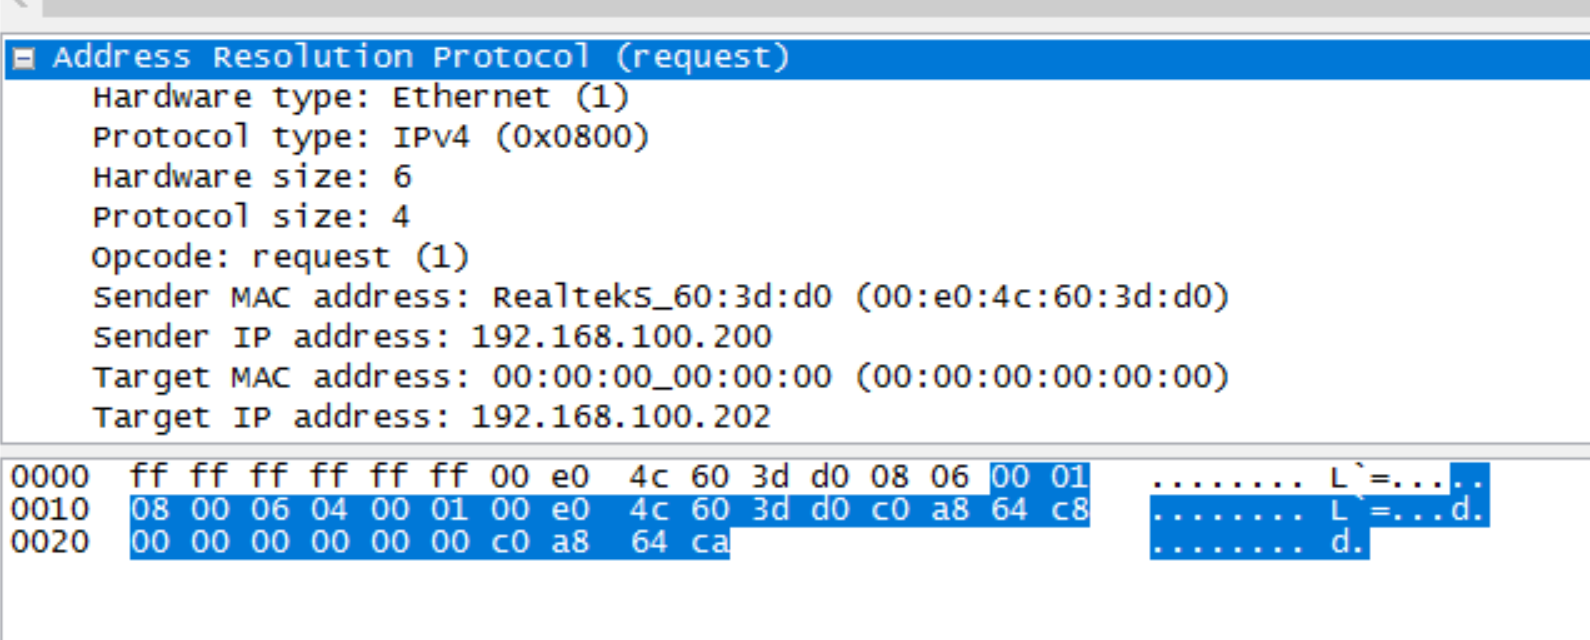 Address Resolution Protocol (request)
Hardware type: Ethernet (1)
Protocol type: IPv4 (0x0800)
Hardware size: 6
Protocol size: 4
Opcode: request (1)
Sender MAC address: RealtekS_60:3d:d0 (00:e0:4c:60:3d:d0)
Sender IP address: 192.168.100.200
Target MAC address: 00:00:00_00:00:00 (00:00:00:00:00:00)
Target IP address: 192.168.100.202
0000 ff ff ff ff ff ff 00 e0 4c 60 3d d0 08 06 00 01 ........ L`=.....
0010 08 00 06 04 00 01 00 e0 4c 60 3d d0 c0 a8 64 c8 ........ L`=...d.
0020 00 00 00 00 00 00 c0 a8 64 ca ........ d.